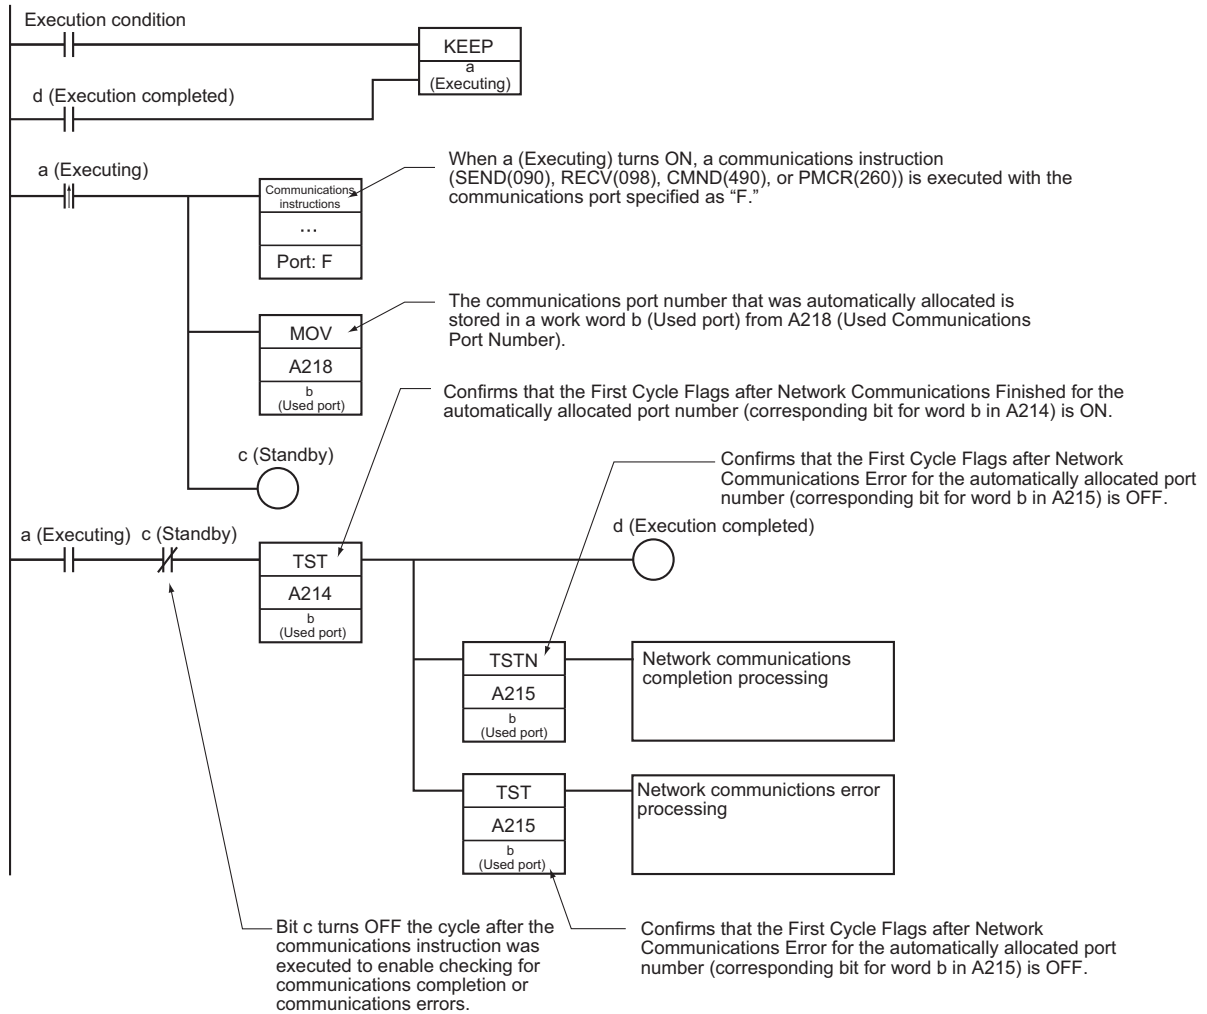 Execution condition
KEEP
a
(Executing)
d (Execution completed)
a (Executing)
Communications
instructions
...
Port: F
When a (Executing) turns ON, a communications instruction
(SEND(090), RECV(098), CMND(490), or PMCR(260)) is executed with the
communications port specified as “F.”
MOV
A218
b
(Used port)
The communications port number that was automatically allocated is
stored in a work word b (Used port) from A218 (Used Communications
Port Number).
Confirms that the First Cycle Flags after Network Communications Finished for the
automatically allocated port number (corresponding bit for word b in A214) is ON.
c (Standby)
Confirms that the First Cycle Flags after Network
Communications Error for the automatically allocated port
number (corresponding bit for word b in A215) is OFF.
a (Executing) c (Standby)
TST
A214
b
(Used port)
d (Execution completed)
TSTN
A215
b
(Used port)
Network communications
completion processing
TST
A215
b
(Used port)
Network communictions error
processing
Bit c turns OFF the cycle after the
communications instruction was
executed to enable checking for
communications completion or
communications errors.
Confirms that the First Cycle Flags after Network
Communications Error for the automatically allocated port
number (corresponding bit for word b in A215) is OFF.